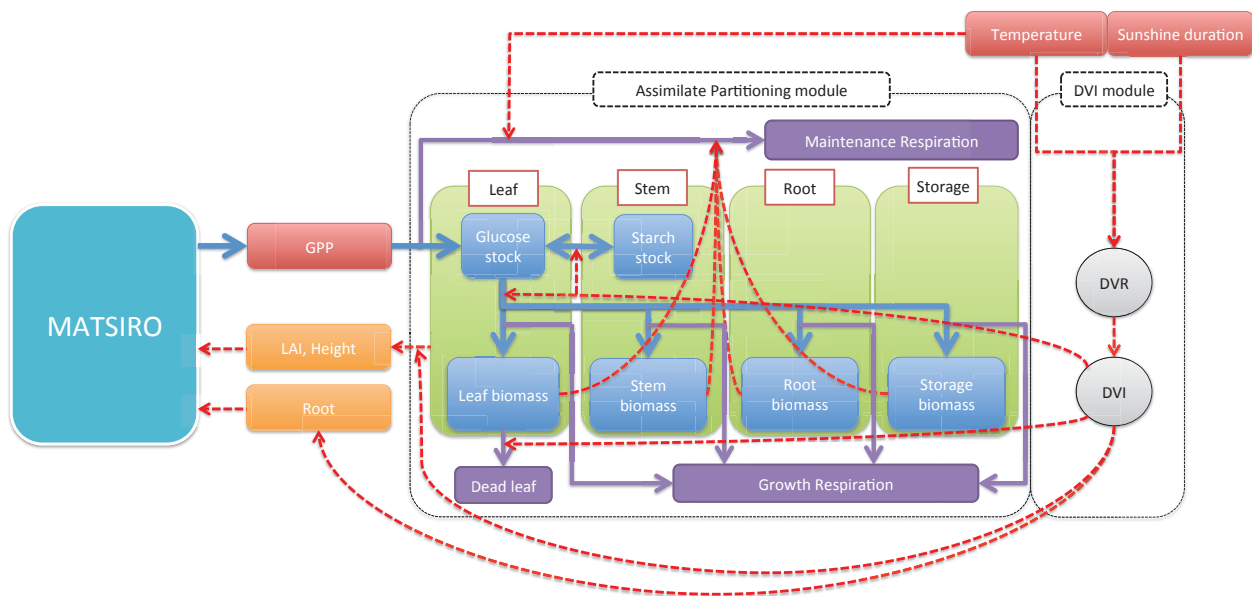 Temperature
Sunshine duration
Assimilate Partitioning module
DVI module
Maintenance Respiration
Leaf
Stem
Root
Storage
Glucose
stock
Starch
stock
GPP
MATSIRO
LAI, Height
Root
Leaf biomass
Stem
biomass
Root
biomass
Storage
biomass
DVR
DVI
Dead leaf
Growth Respiration